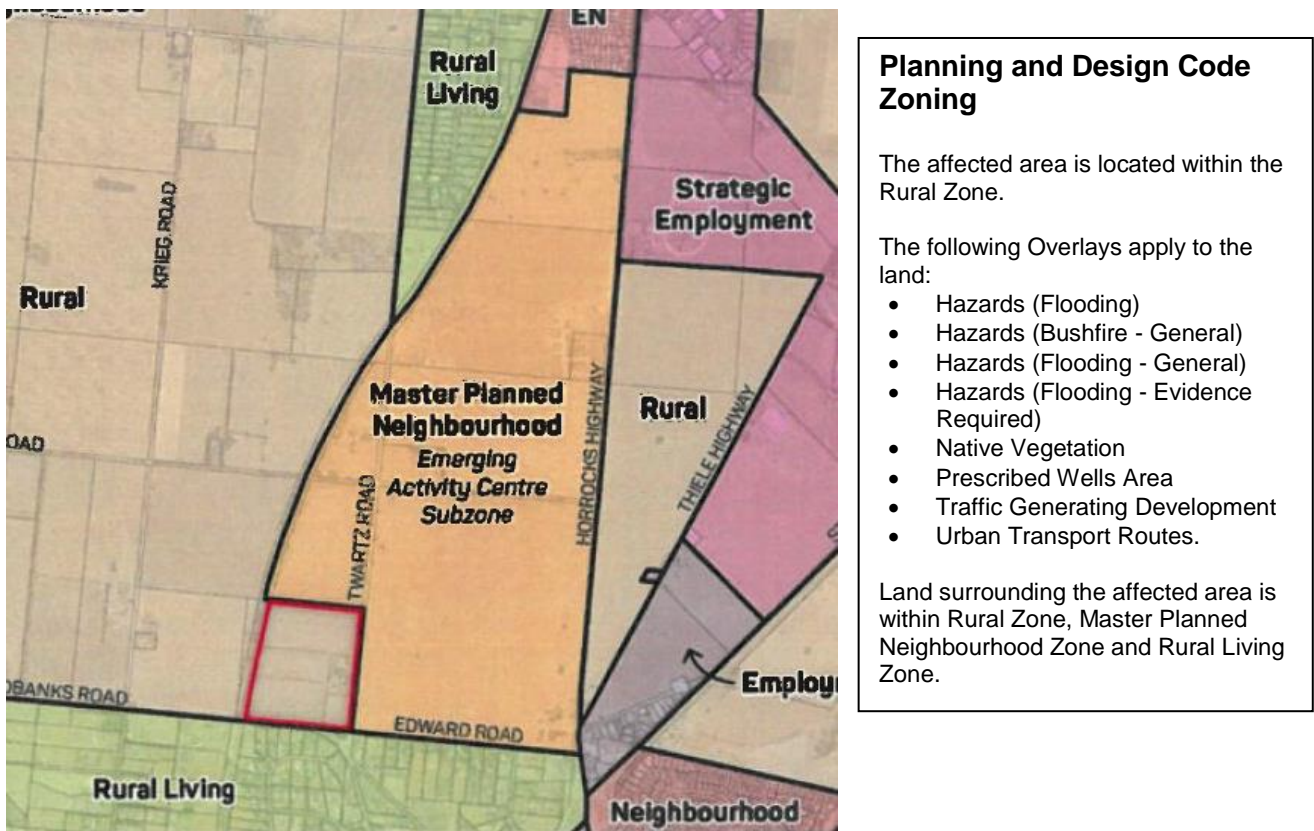 EN
Rural
Living
Strategic
Employment
KRIEG ROAD
Rural
Master Planned
Neighbourhood
Emerging
Activity Centre
Subzone
Rural
HORROCKS HIGHWAY
THIELE HIGHWAY
OAD
TWARTZ ROAD
OBANKS ROAD
EDWARD ROAD
Employ
Rural Living
Neighbourhood
Planning and Design Code
Zoning
The affected area is located within the
Rural Zone.
The following Overlays apply to the
land:
• Hazards (Flooding)
• Hazards (Bushfire - General)
• Hazards (Flooding - General)
• Hazards (Flooding - Evidence
Required)
• Native Vegetation
• Prescribed Wells Area
• Traffic Generating Development
• Urban Transport Routes.
Land surrounding the affected area is
within Rural Zone, Master Planned
Neighbourhood Zone and Rural Living
Zone.